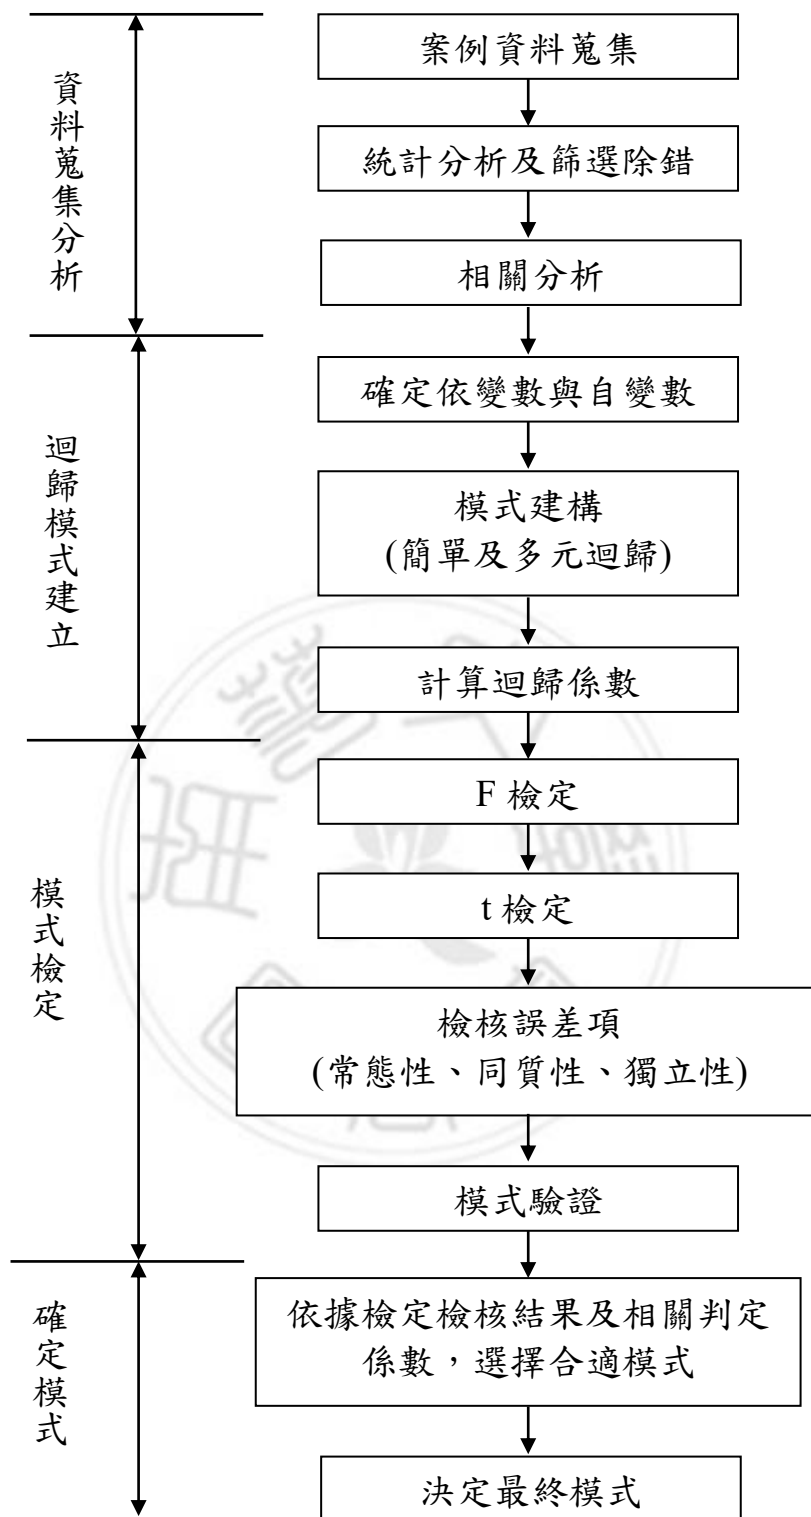 資料蒐集分析
案例資料蒐集
統計分析及篩選除錯
相關分析
迴歸模式建立
確定依變數與自變數
模式建構
(簡單及多元迴歸)
計算迴歸係數
模式檢定
F 檢定
t 檢定
檢核誤差項
(常態性、同質性、獨立性)
模式驗證
確定模式
依據檢定檢核結果及相關判定
係數，選擇合適模式
決定最終模式